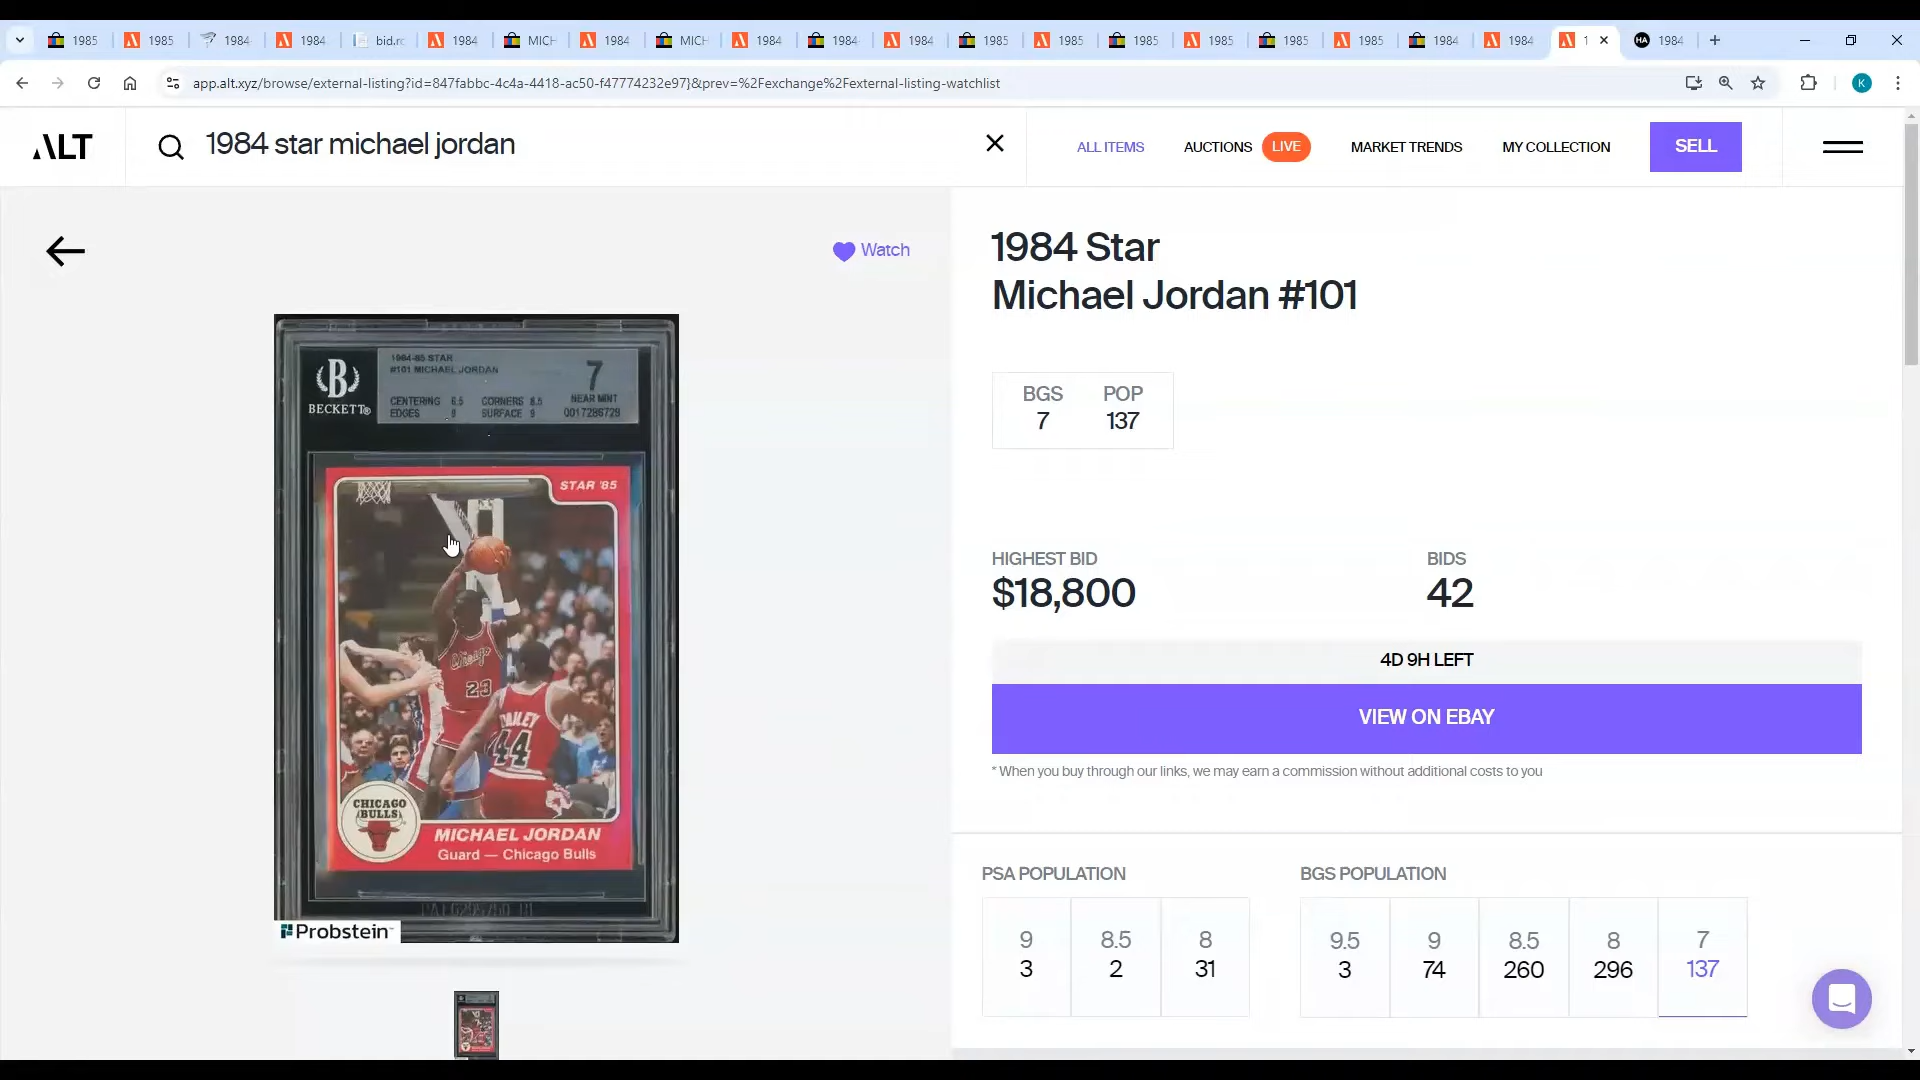 1985
1985
1984
1984
bid.rc
1984
MICH
1984
MICH
1984
1984
1984
1985
1985
1985
1985
1985
1985
1984
1984
1
1984
app.alt.xyz/browse/external-listing?id=847fabbc-4c4a-4418-ac50-f47774232e97}&prev=%2Fexchange%2Fexternal-listing-watchlist
K
ALT
1984 star michael jordan
ALL ITEMS
AUCTIONS LIVE
MARKET TRENDS
MY COLLECTION
SELL
Watch
B
BECKETT®
1984-85 STAR
#101 MICHAEL JORDAN
CENTERING 6.5 CORNERS 8.5
EDGES 9 SURFACE 9
7
NEAR MINT
0017286729
STAR '85
Chicago
23
DAILEY
44
CHICAGO
BULLS
MICHAEL JORDAN
Guard — Chicago Bulls
Probstein
1984 Star
Michael Jordan #101
BGS POP
7 137
HIGHEST BID
$18,800
BIDS
42
4D 9H LEFT
VIEW ON EBAY
* When you buy through our links, we may earn a commission without additional costs to you
PSA POPULATION
9 8.5 8
3 2 31
BGS POPULATION
9.5 9 8.5 8 7
3 74 260 296 137